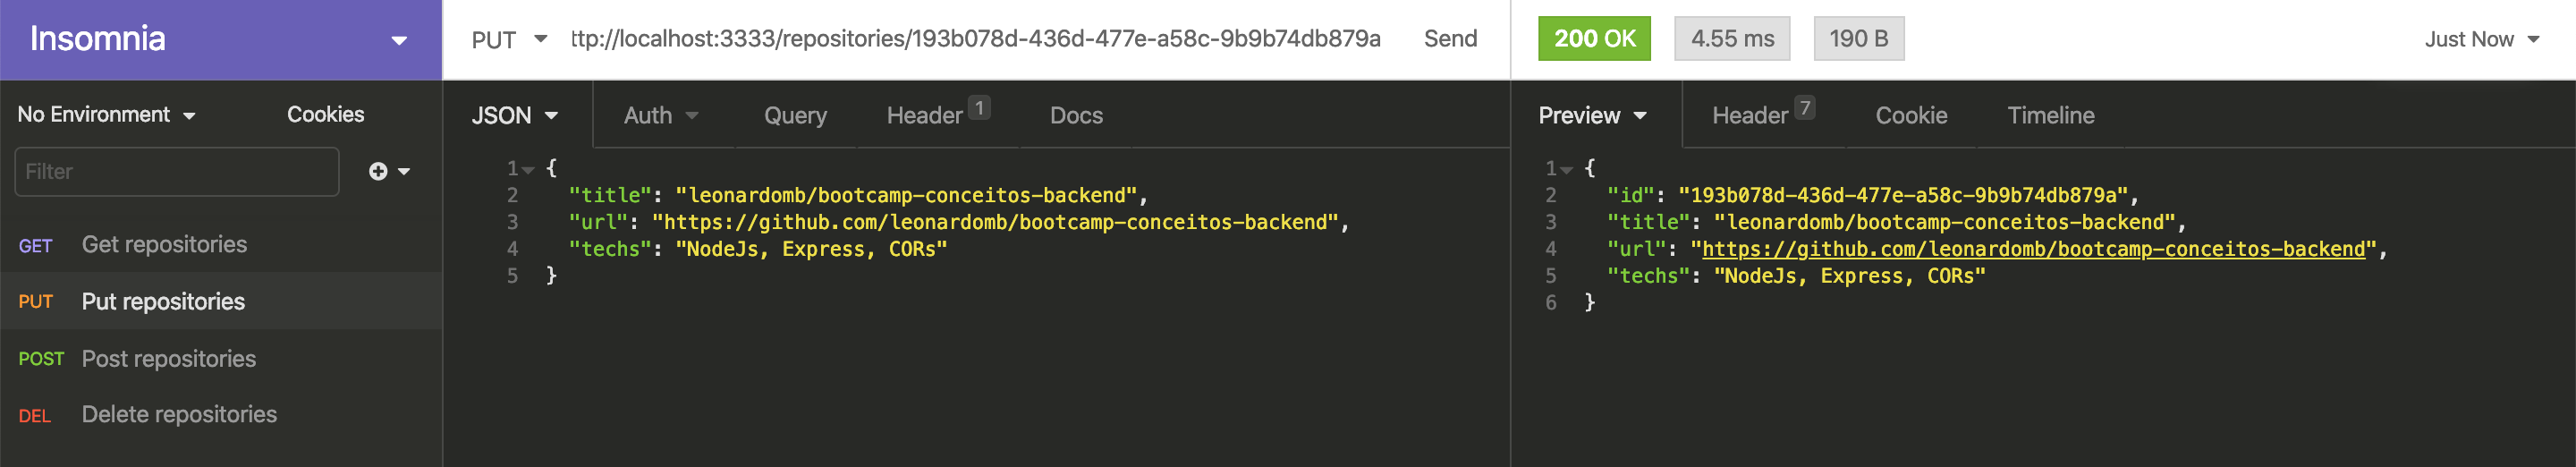 Insomnia
PUT ttp://localhost:3333/repositories/193b078d-436d-477e-a58c-9b9b74db879a Send
200 OK 4.55 ms 190 B Just Now
No Environment Cookies
Filter
GET Get repositories
PUT Put repositories
POST Post repositories
DEL Delete repositories
JSON Auth Query Header 1 Docs
1 {
2 "title": "leonardomb/bootcamp-conceitos-backend",
3 "url": "https://github.com/leonardomb/bootcamp-conceitos-backend",
4 "techs": "NodeJs, Express, CORs"
5 }
Preview Header 7 Cookie Timeline
1 {
2 "id": "193b078d-436d-477e-a58c-9b9b74db879a",
3 "title": "leonardomb/bootcamp-conceitos-backend",
4 "url": "https://github.com/leonardomb/bootcamp-conceitos-backend",
5 "techs": "NodeJs, Express, CORs"
6 }